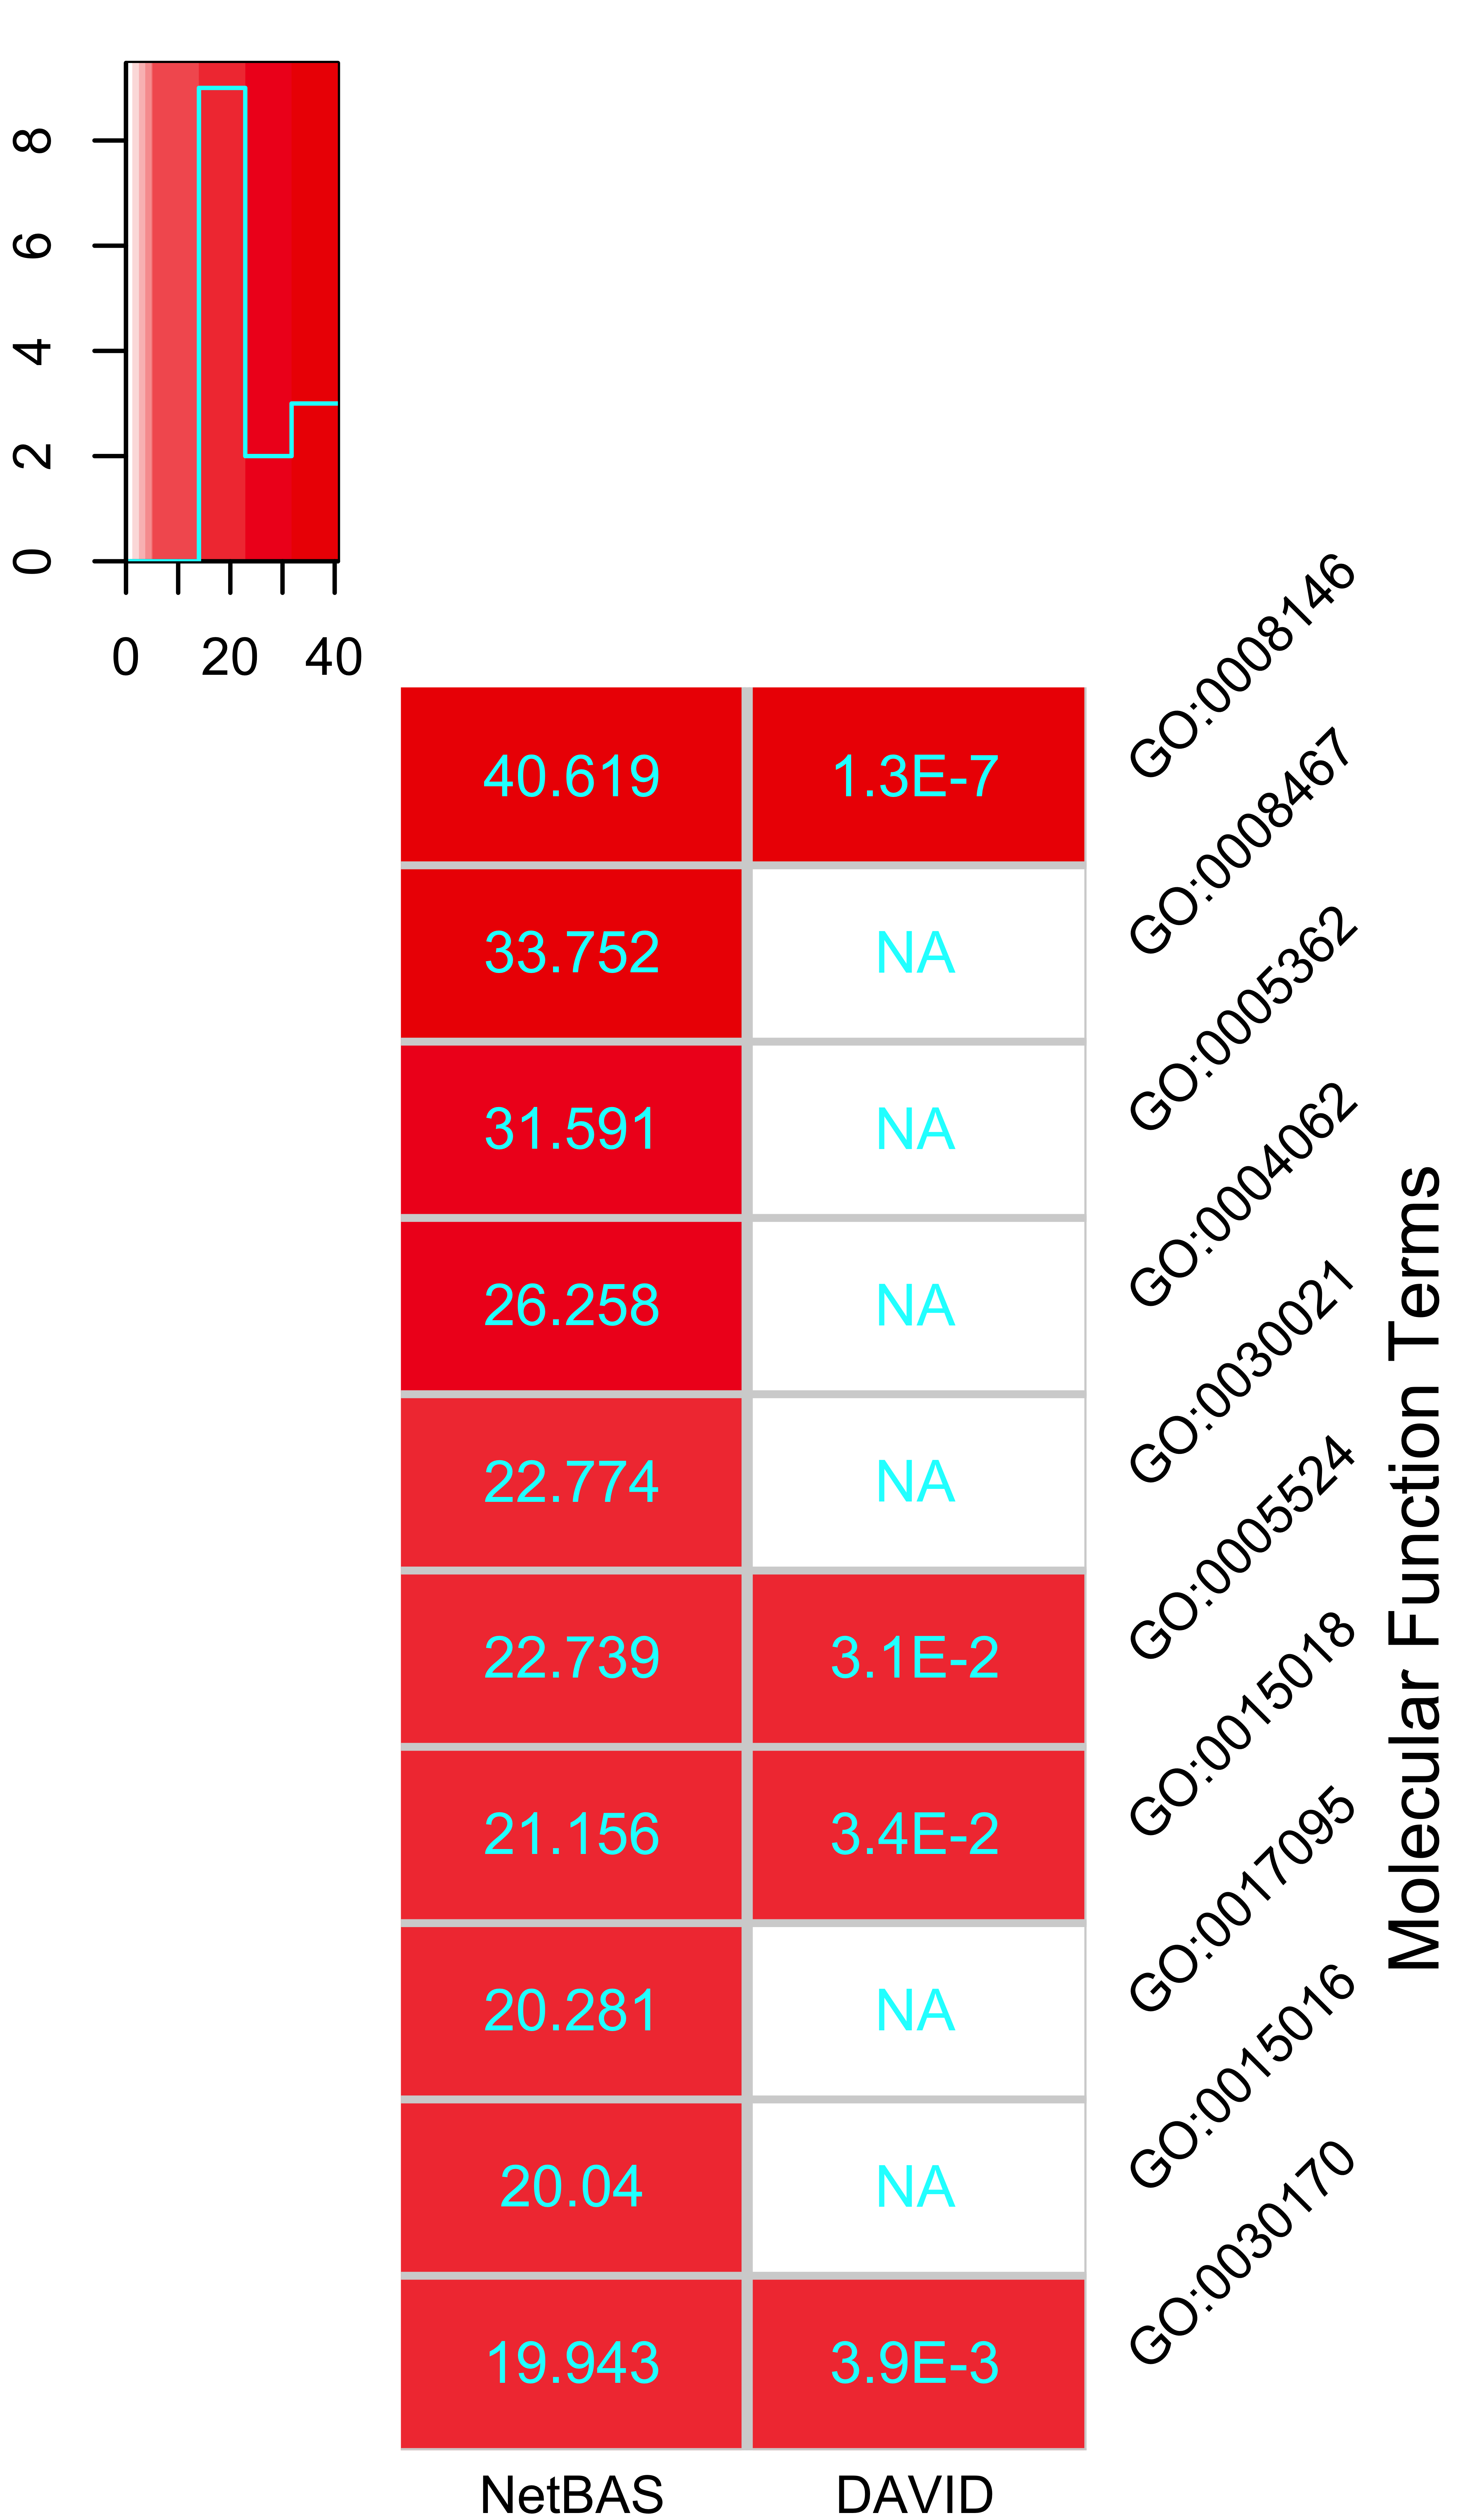 8
6
4
2
0
0 20 40
40.619 1.3E-7 GO:0008146
33.752 NA GO:0008467
31.591 NA GO:0005362
26.258 NA GO:0004062
22.774 NA GO:0030021
22.739 3.1E-2 GO:0005524
21.156 3.4E-2 GO:0015018
20.281 NA GO:0017095
20.04 NA GO:0015016
19.943 3.9E-3 GO:0030170
NetBAS DAVID
Molecular Function Terms